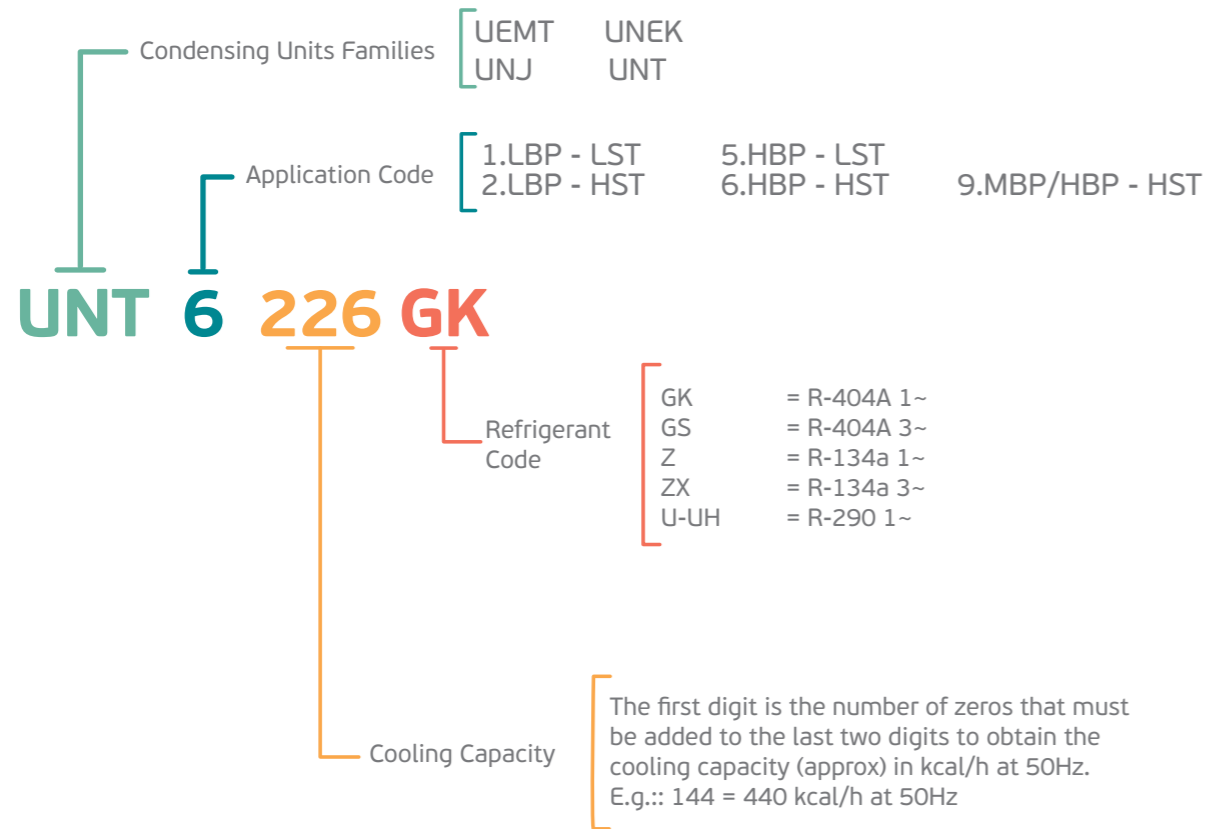 Condensing Units Families
UEMT UNEK
UNJ UNT
Application Code
1.LBP - LST 5.HBP - LST
2.LBP - HST 6.HBP - HST 9.MBP/HBP - HST
UNT 6 226 GK
Refrigerant
Code
GK = R-404A 1~
GS = R-404A 3~
Z = R-134a 1~
ZX = R-134a 3~
U-UH = R-290 1~
Cooling Capacity
The first digit is the number of zeros that must
be added to the last two digits to obtain the
cooling capacity (approx) in kcal/h at 50Hz.
E.g.:: 144 = 440 kcal/h at 50Hz